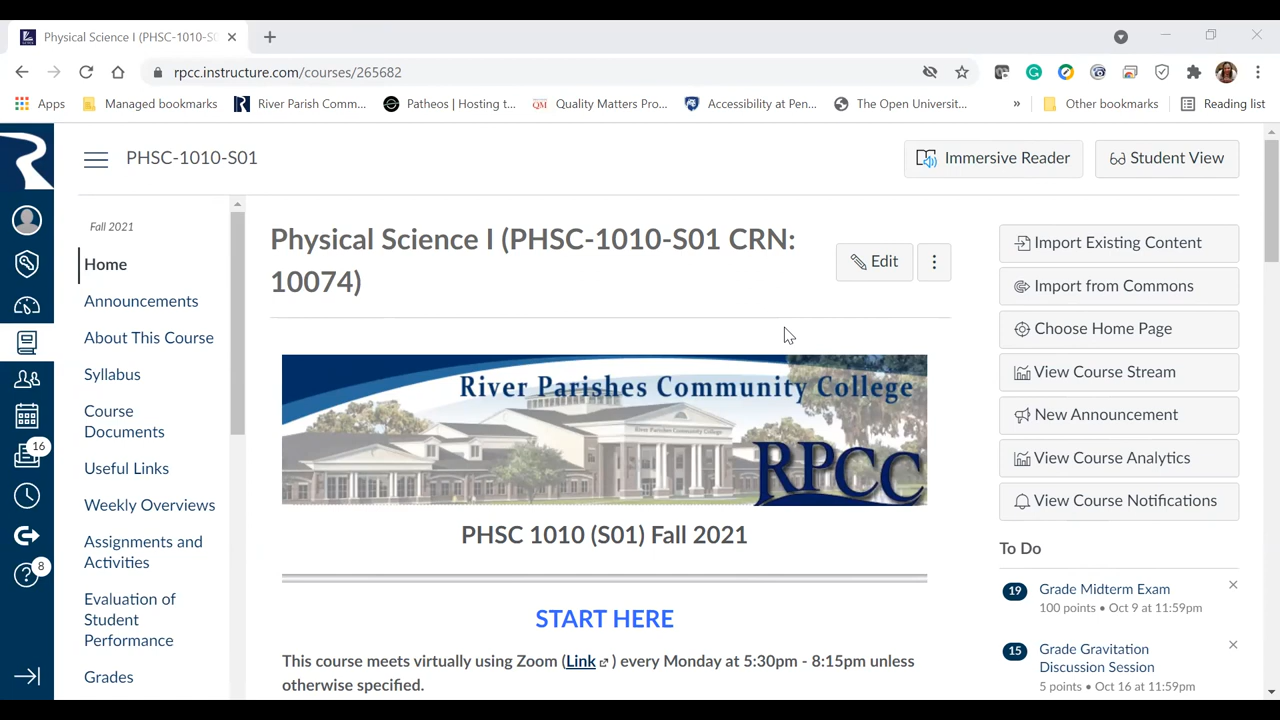 Physical Science I (PHSC-1010-S0
rpcc.instructure.com/courses/265682
Apps Managed bookmarks River Parish Comm... Patheos | Hosting t... QM Quality Matters Pro... Accessibility at Pen... The Open Universit... » Other bookmarks Reading list
PHSC-1010-S01
Immersive Reader
Student View
Fall 2021
Home
Announcements
About This Course
Syllabus
Course
Documents
Useful Links
Weekly Overviews
Assignments and
Activities
Evaluation of
Student
Performance
Grades
16
8
Physical Science I (PHSC-1010-S01 CRN:
10074)
Edit
River Parishes Community College
RPCC
PHSC 1010 (S01) Fall 2021
START HERE
This course meets virtually using Zoom (Link) every Monday at 5:30pm - 8:15pm unless
otherwise specified.
Import Existing Content
Import from Commons
Choose Home Page
View Course Stream
New Announcement
View Course Analytics
View Course Notifications
To Do
19 Grade Midterm Exam
100 points • Oct 9 at 11:59pm
15 Grade Gravitation
Discussion Session
5 points • Oct 16 at 11:59pm